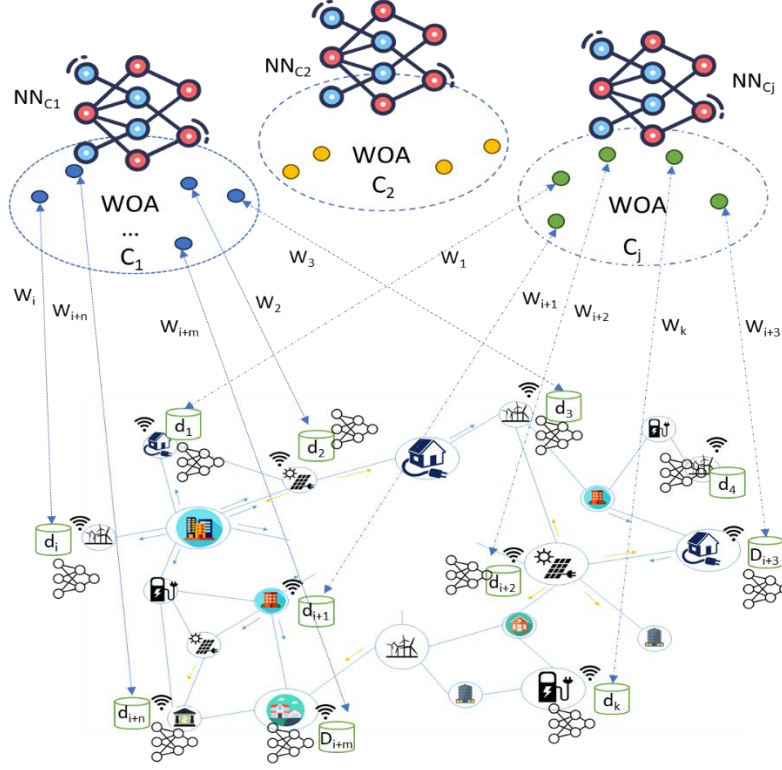 NN_C2
NN_C1
NN_Cj
WOA
C_2
WOA
...
C_1
WOA
C_j
W_3
W_1
W_i
W_i+n
W_2
W_i+m
W_i+1
W_i+2
W_k
W_i+3
d_1
d_2
d_3
d_4
d_i
d_i+2
D_i+3
d_i+1
d_i+n
D_i+m
d_k